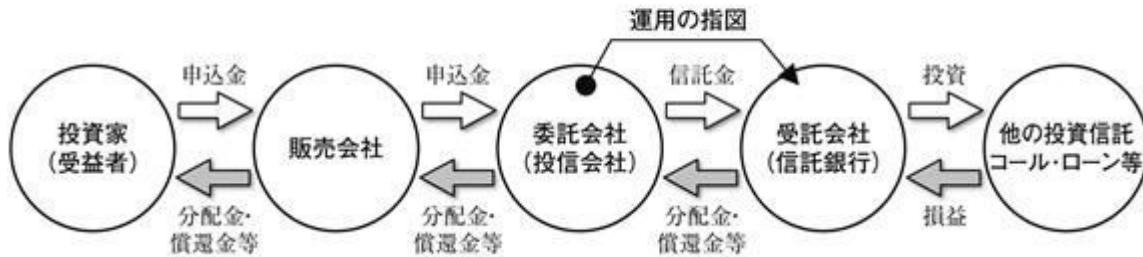 運用の指図
申込金
申込金
信託金
投資
投資家
(受益者)
販売会社
委託会社
(投信会社)
受託会社
(信託銀行)
他の投資信託
コール・ローン等
分配金・
償還金等
分配金・
償還金等
分配金・
償還金等
損益